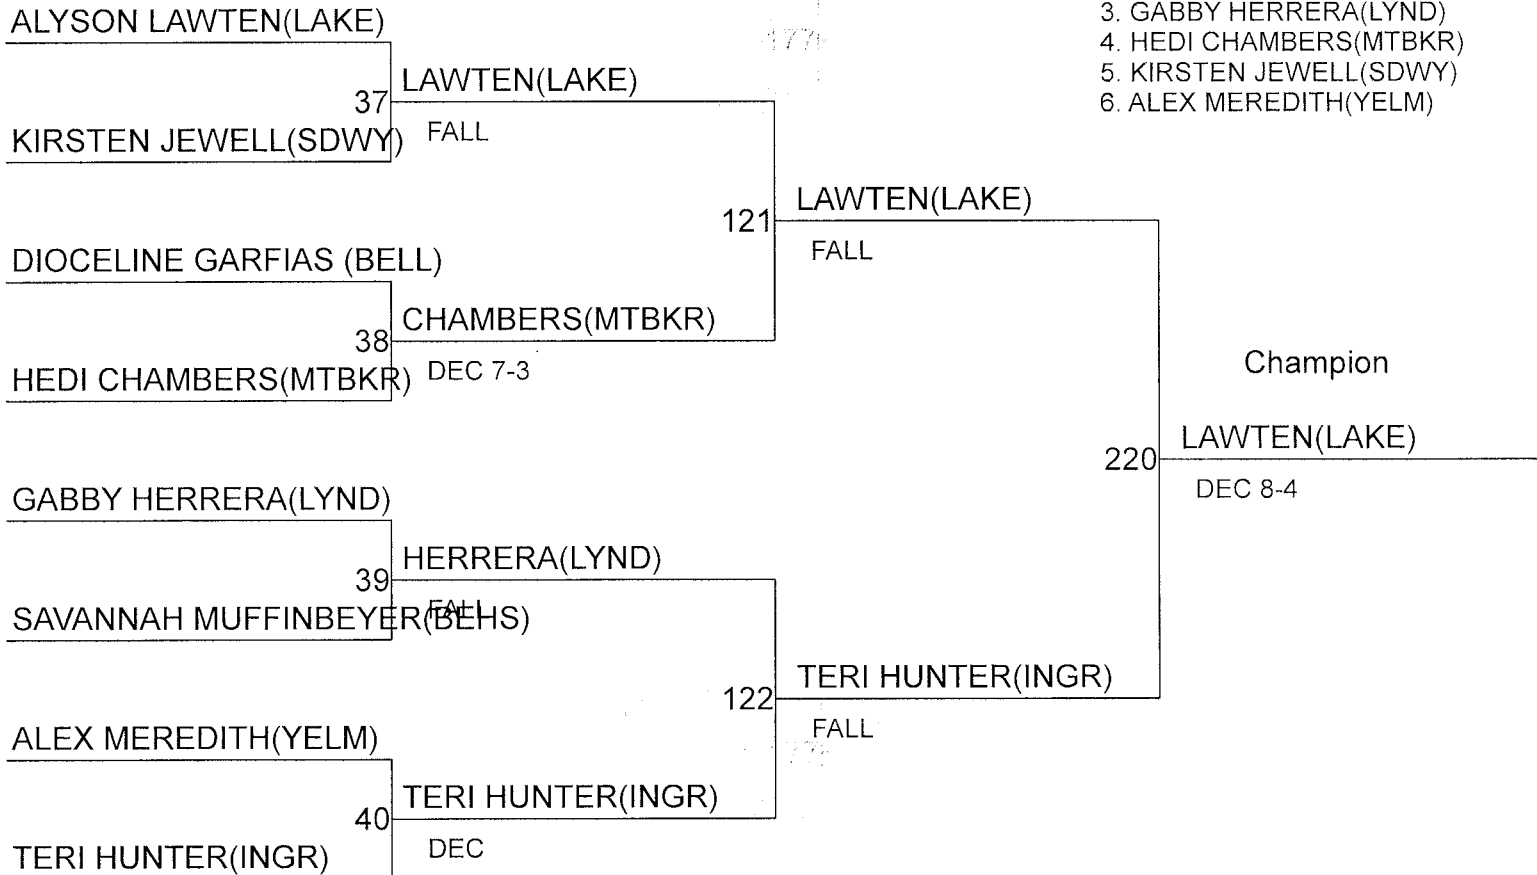 ALYSON LAWTEN(LAKE)
37
LAWTEN(LAKE)
FALL
KIRSTEN JEWELL(SDWY)
121
LAWTEN(LAKE)
FALL
DIOCELINE GARFIAS (BELL)
38
CHAMBERS(MTBKR)
DEC 7-3
HEDI CHAMBERS(MTBKR)
3. GABBY HERRERA(LYND)
4. HEDI CHAMBERS(MTBKR)
5. KIRSTEN JEWELL(SDWY)
6. ALEX MEREDITH(YELM)
Champion
220
LAWTEN(LAKE)
DEC 8-4
GABBY HERRERA(LYND)
39
HERRERA(LYND)
FALL
SAVANNAH MUFFINBEYER(BEHS)
122
TERI HUNTER(INGR)
FALL
ALEX MEREDITH(YELM)
40
TERI HUNTER(INGR)
DEC
TERI HUNTER(INGR)